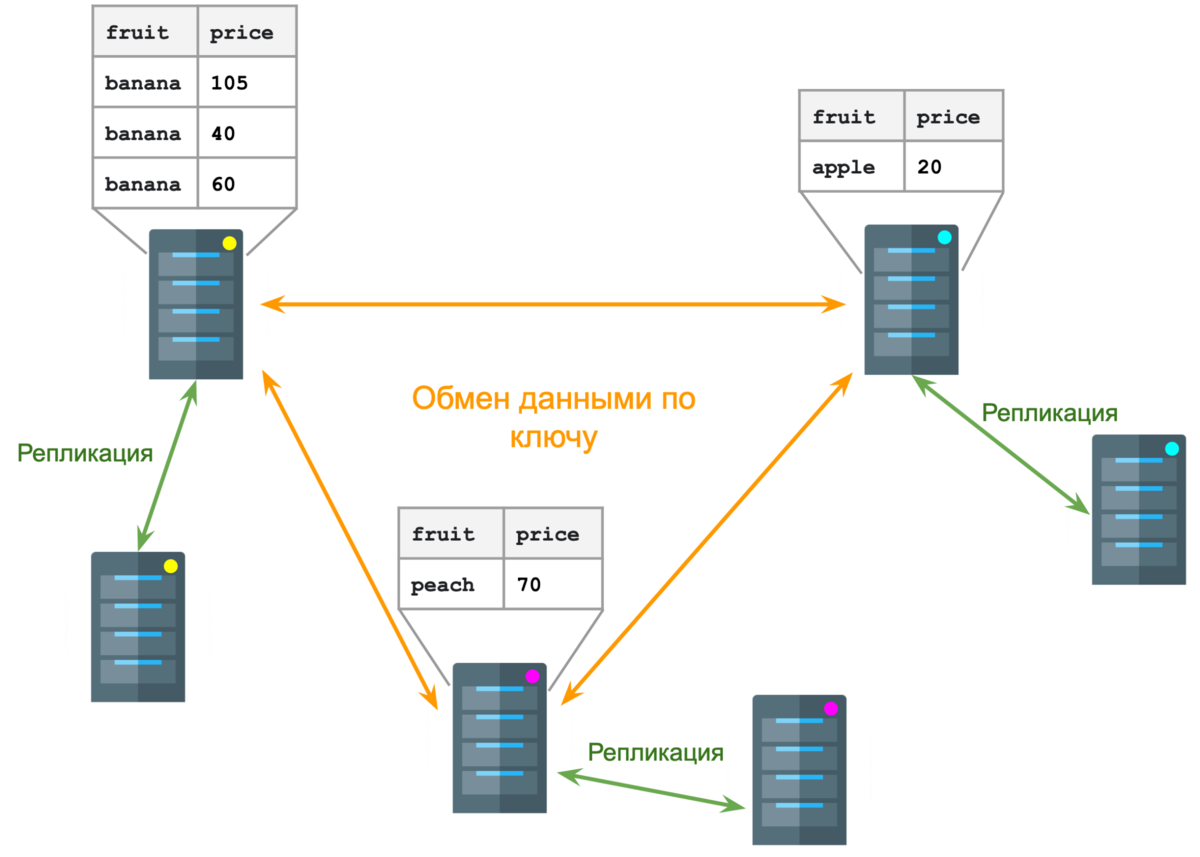 fruit price
banana 105
banana 40
banana 60
fruit price
apple 20
Обмен данными по
ключу
Репликация
Репликация
fruit price
peach 70
Репликация